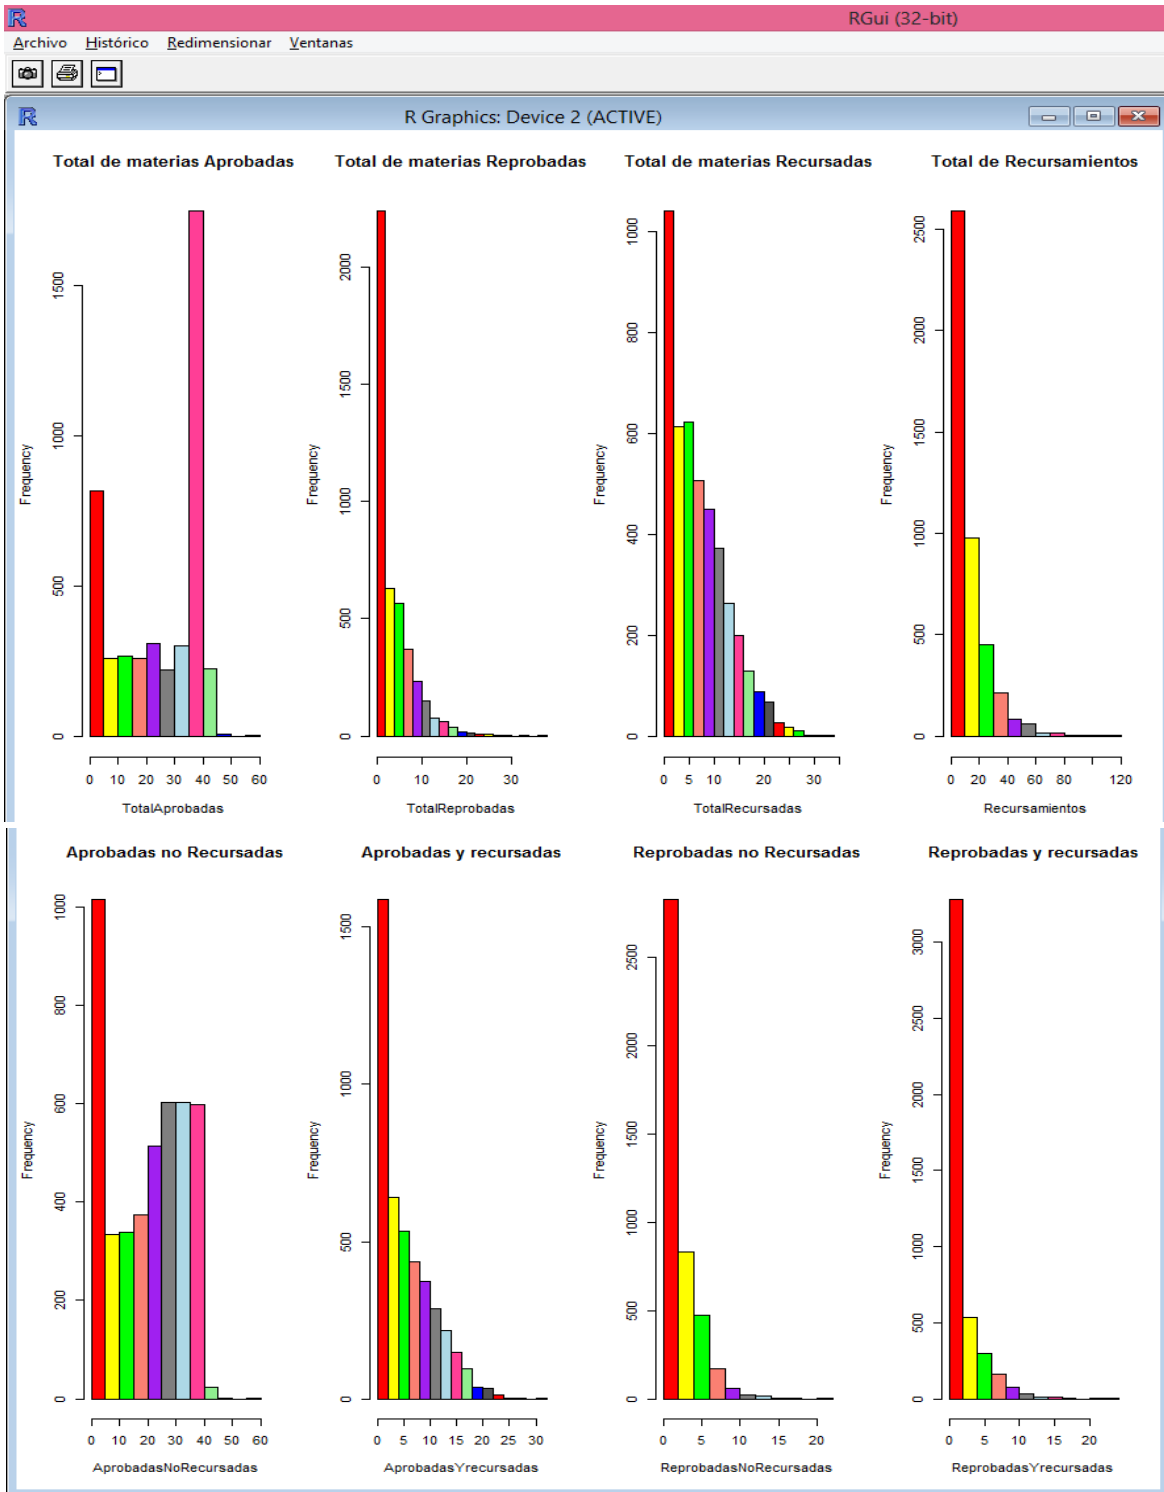 RGui (32-bit)
Archivo Histórico Redimensionar Ventanas
R Graphics: Device 2 (ACTIVE)
Total de materias Aprobadas
Frequency
0 500 1000 1500
0 10 20 30 40 50 60
TotalAprobadas
Total de materias Reprobadas
Frequency
0 500 1000 1500 2000
0 10 20 30
TotalReprobadas
Total de materias Recursadas
Frequency
0 200 400 600 800 1000
0 5 10 20 30
TotalRecursadas
Total de Recursamientos
Frequency
0 500 1000 1500 2000 2500
0 20 40 60 80 120
Recursamientos
Aprobadas no Recursadas
Frequency
0 200 400 600 800 1000
0 10 20 30 40 50 60
AprobadasNoRecursadas
Aprobadas y recursadas
Frequency
0 500 1000 1500
0 5 10 15 20 25 30
AprobadasYrecursadas
Reprobadas no Recursadas
Frequency
0 500 1000 1500 2000 2500
0 5 10 15 20
ReprobadasNoRecursadas
Reprobadas y recursadas
Frequency
0 500 1000 1500 2000 2500 3000
0 5 10 15 20
ReprobadasYrecursadas